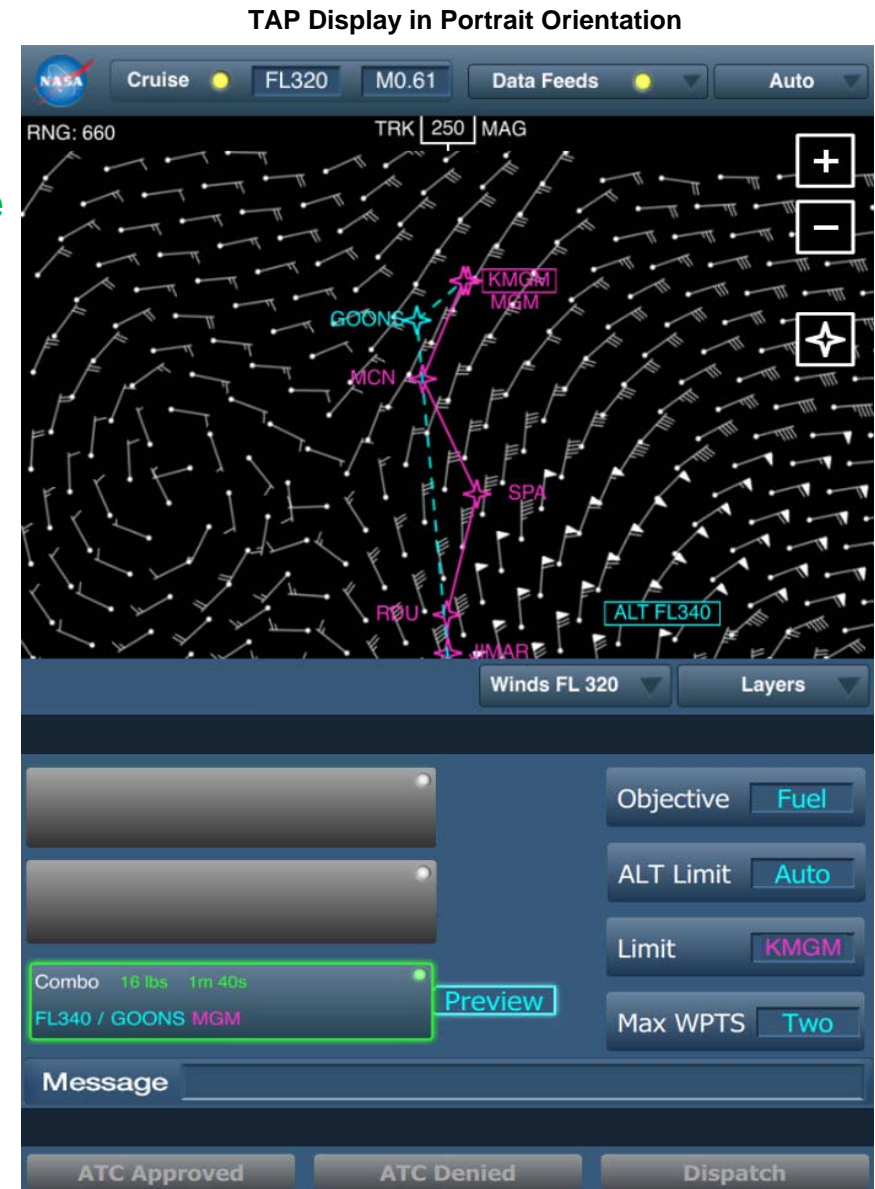 TAP Display in Portrait Orientation
NASA Cruise FL320 M0.61 Data Feeds Auto
RNG: 660 TRK 250 MAG
+
e
−
KMGM
MGM
GOONS
MCN
SPA
RDU
ALT FL340
JIMAR
Winds FL 320 Layers
Objective Fuel
ALT Limit Auto
Limit KMGM
Combo 16 lbs 1m 40s
FL340 / GOONS MGM
Preview
Max WPTS Two
Message
ATC Approved ATC Denied Dispatch